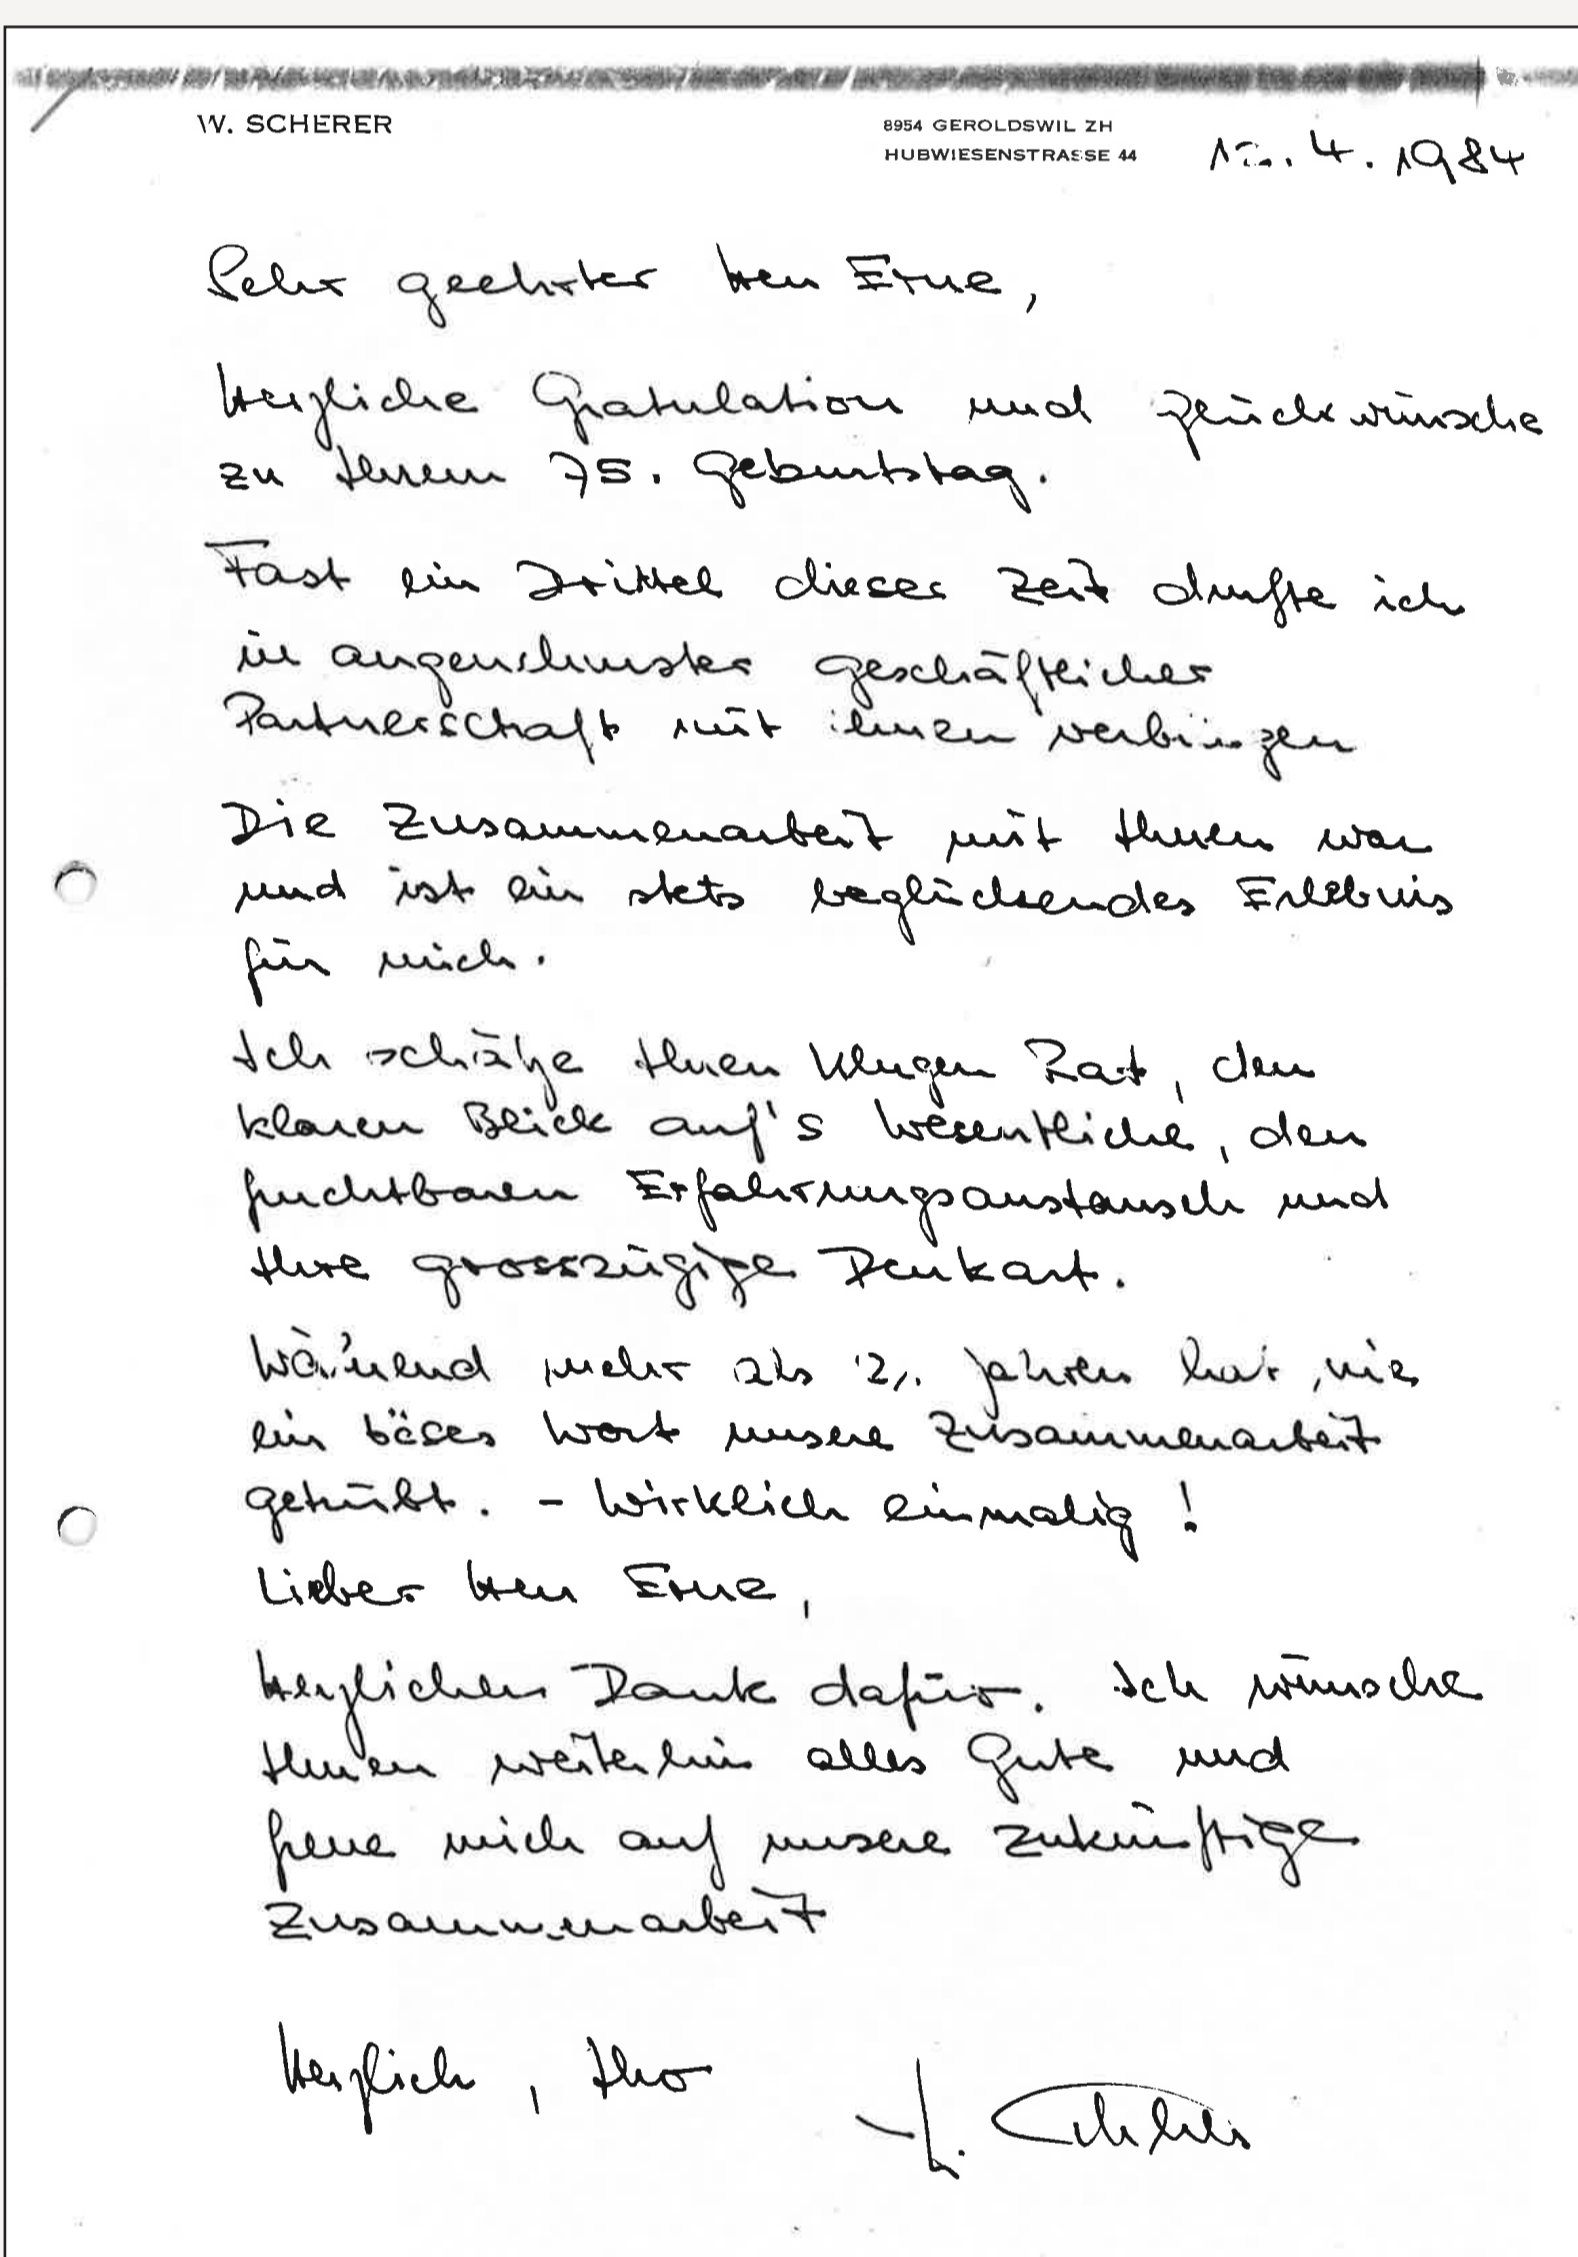 W. SCHERER
8954 GEROLDSWIL ZH
HUBWIESENSTRASSE 44
.4.1984
Sehr geehrter Herr Erne,
Herzliche Gratulation und Glückwünsche
zu Ihrem 75. Geburtstag.
Fast ein Drittel dieser Zeit durfte ich
in angenehmster geschäftlicher
Partnerschaft mit ihnen verbringen
Die Zusammenarbeit mit Ihnen war
und ist ein stets beglückendes Erlebnis
für mich.
Ich schätze Ihren klugen Rat, den
klaren Blick auf's Wesentliche, den
fruchtbaren Erfahrungsaustausch und
Ihre grosszügige Denkart.
Während mehr als Jahren hat nie
ein böses Wort unsere Zusammenarbeit
getrübt. - Wirklich einmalig!
Lieber Herr Erne,
Herzlichen Dank dafür. Ich wünsche
Ihnen weiterhin alles Gute und
freue mich auf unsere zukünftige
Zusammenarbeit
Herzlich, Ihr